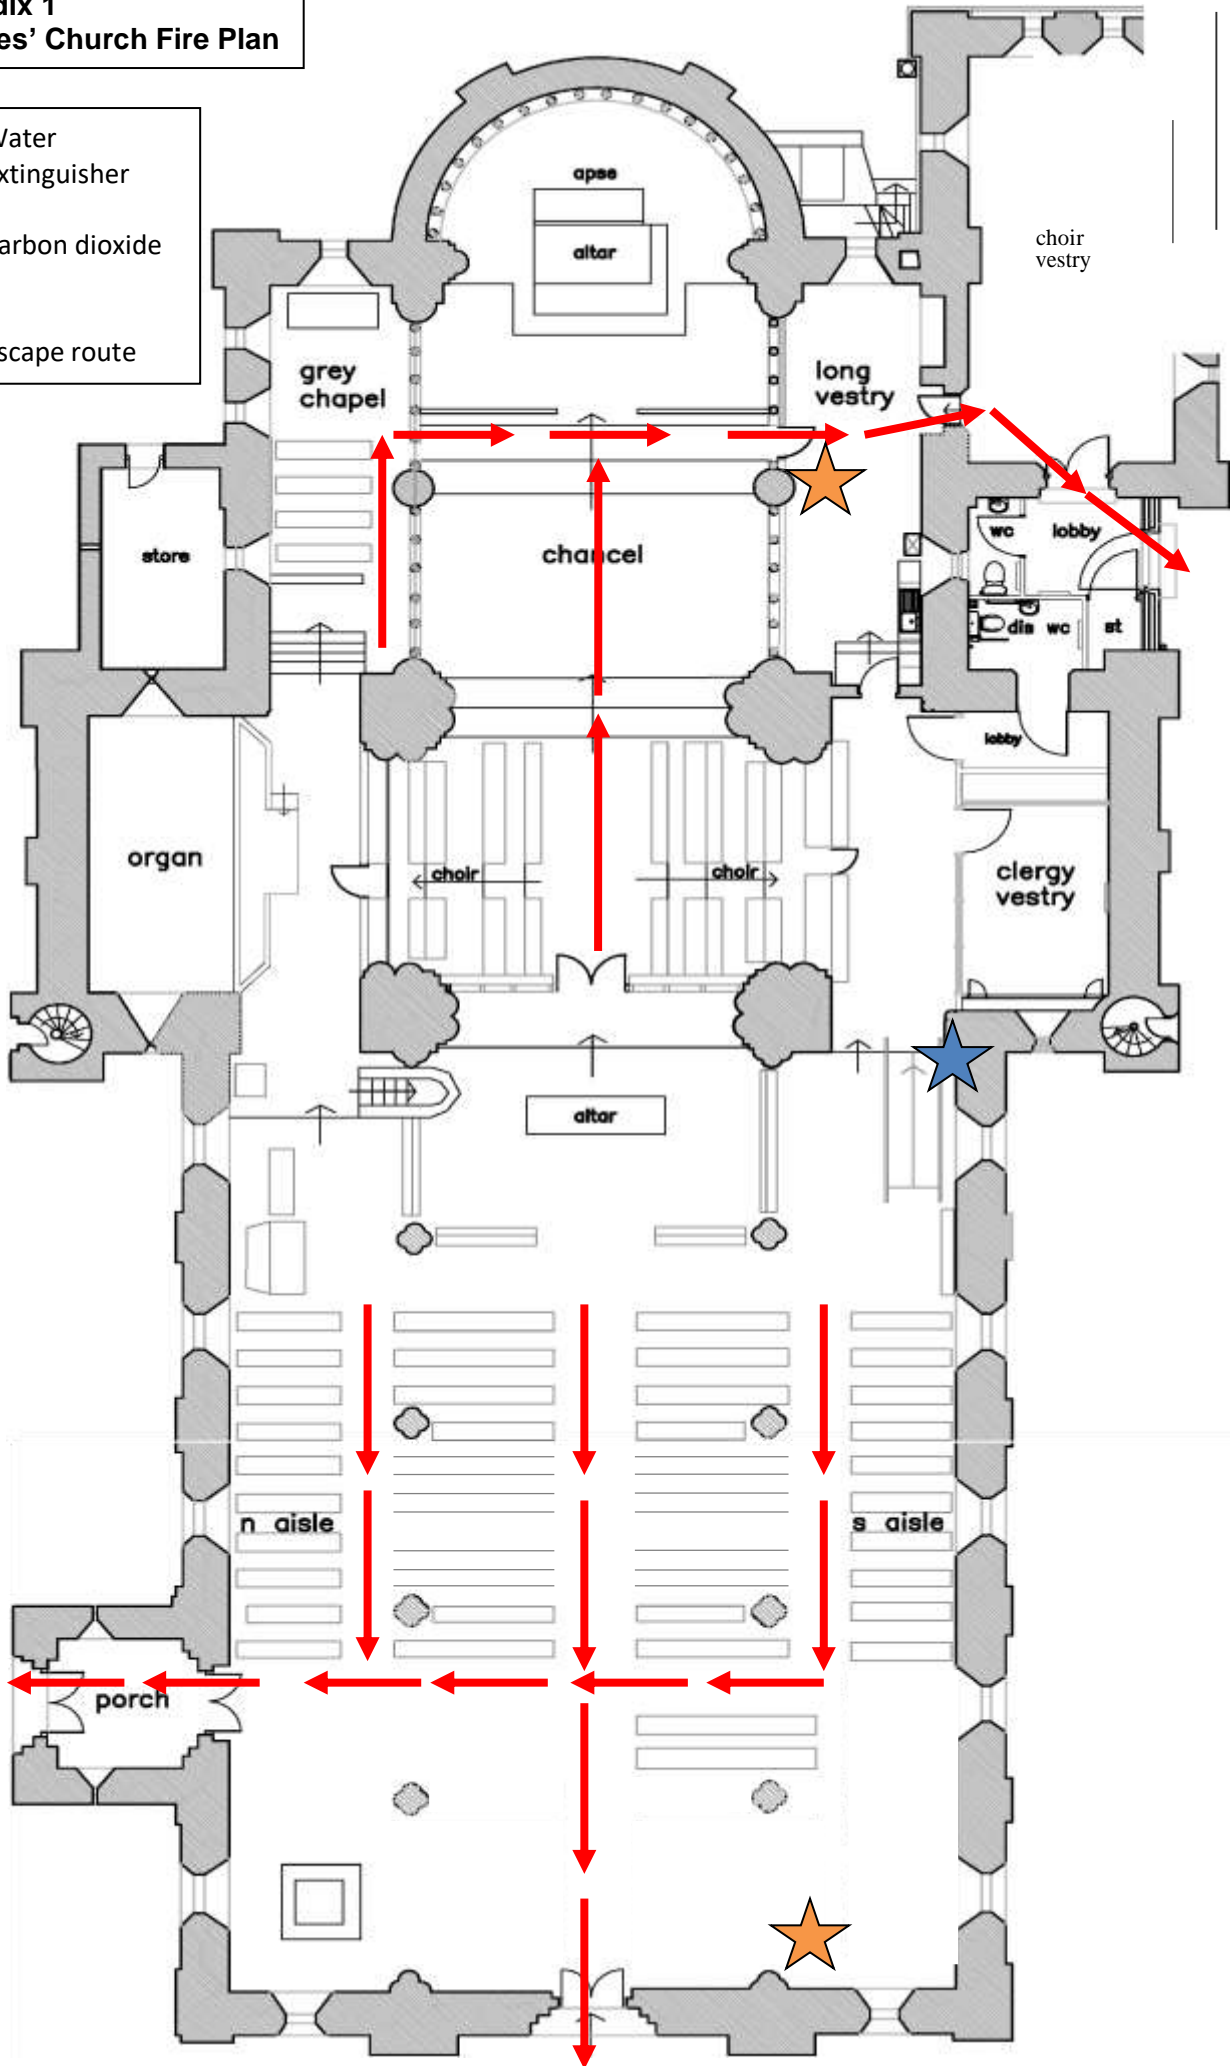 dix 1
es’ Church Fire Plan
Water
xtinguisher
arbon dioxide
scape route
apse
altar
choir
vestry
grey
chapel
long
vestry
store
chancel
wc
lobby
dis wc
st
lobby
organ
choir
choir
clergy
vestry
altar
n aisle
s aisle
porch